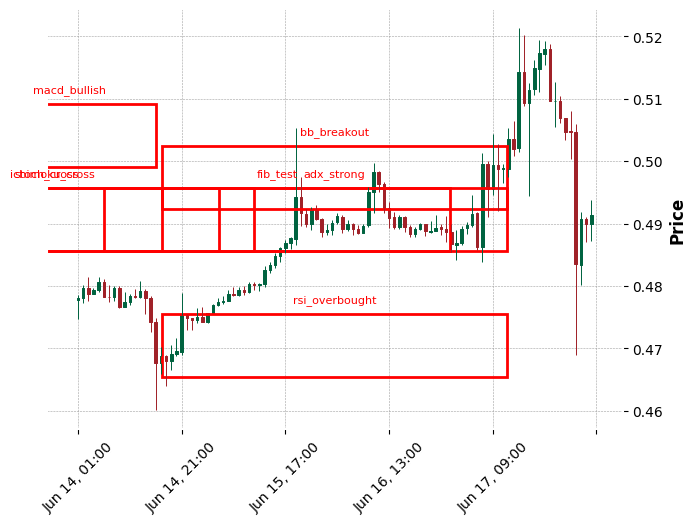 0.52
macd_bullish
0.51
bb_breakout
0.50
fib_test
adx_strong
0.49
0.48
rsi_overbought
0.47
0.46
Price
Jun 14, 01:00
Jun 14, 21:00
Jun 15, 17:00
Jun 16, 13:00
Jun 17, 09:00